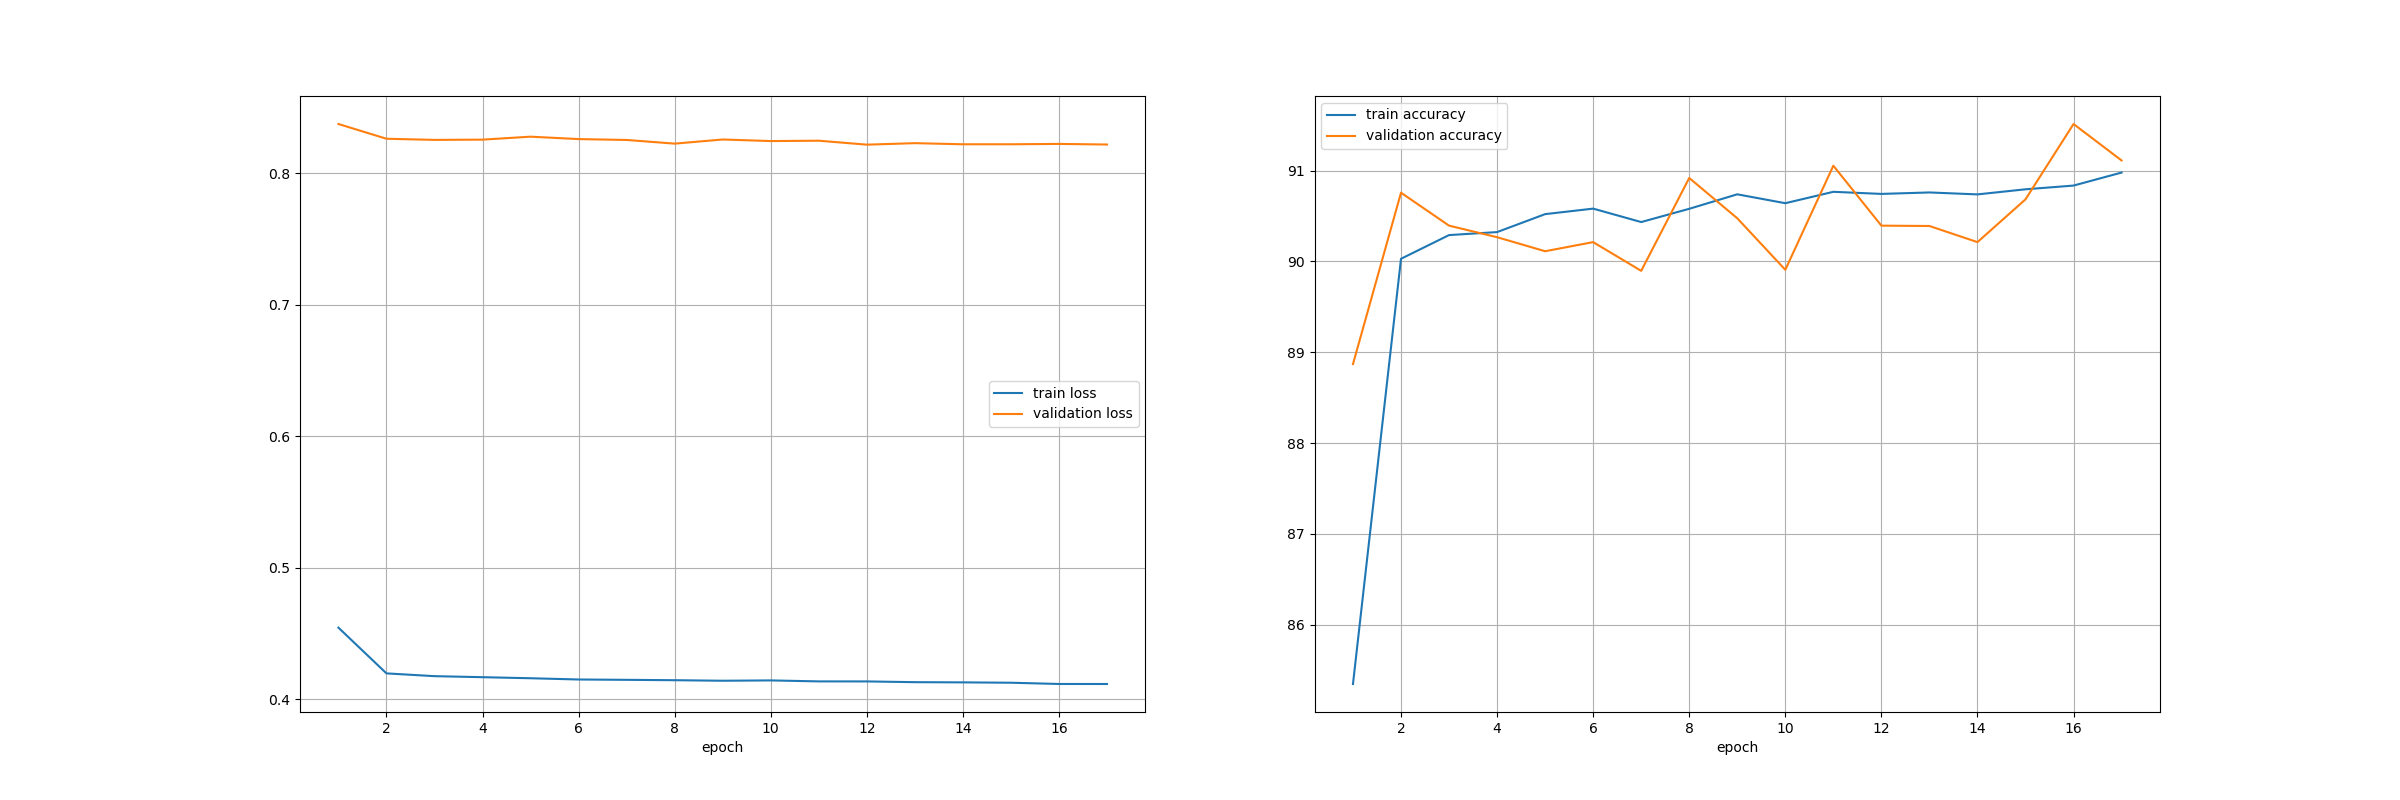 0.8
0.7
0.6
0.5
0.4
2 4 6 8 10 12 14 16
epoch
train loss
validation loss
train accuracy
validation accuracy
91
90
89
88
87
86
2 4 6 8 10 12 14 16
epoch